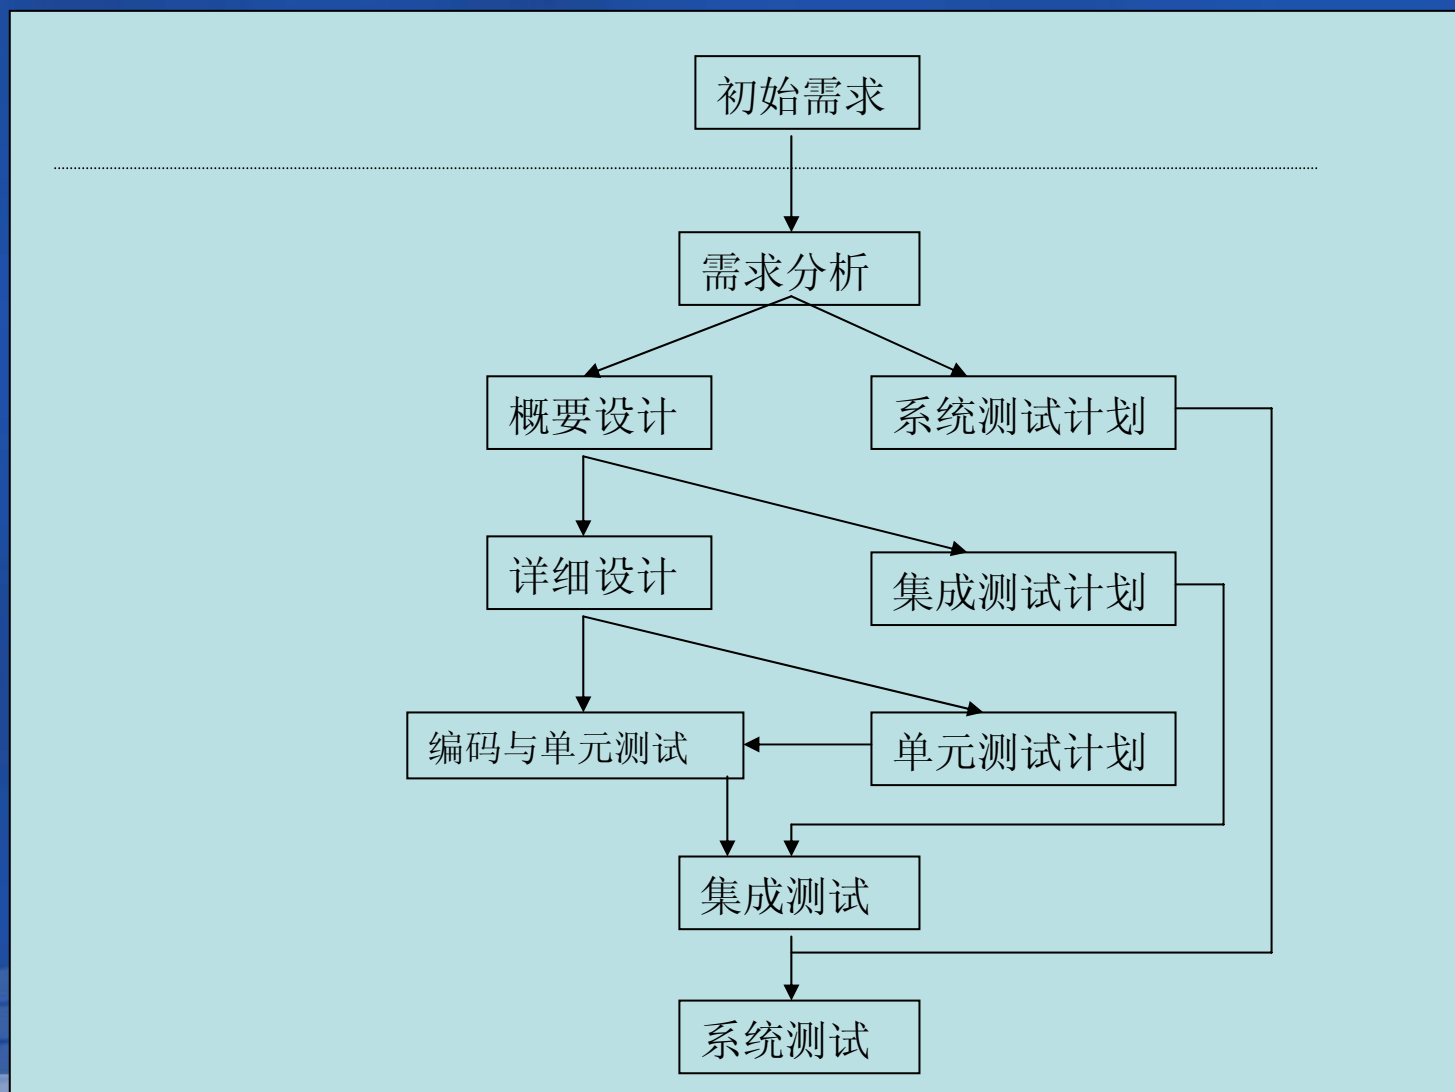 初始需求
需求分析
概要设计
系统测试计划
详细设计
集成测试计划
编码与单元测试
单元测试计划
集成测试
系统测试